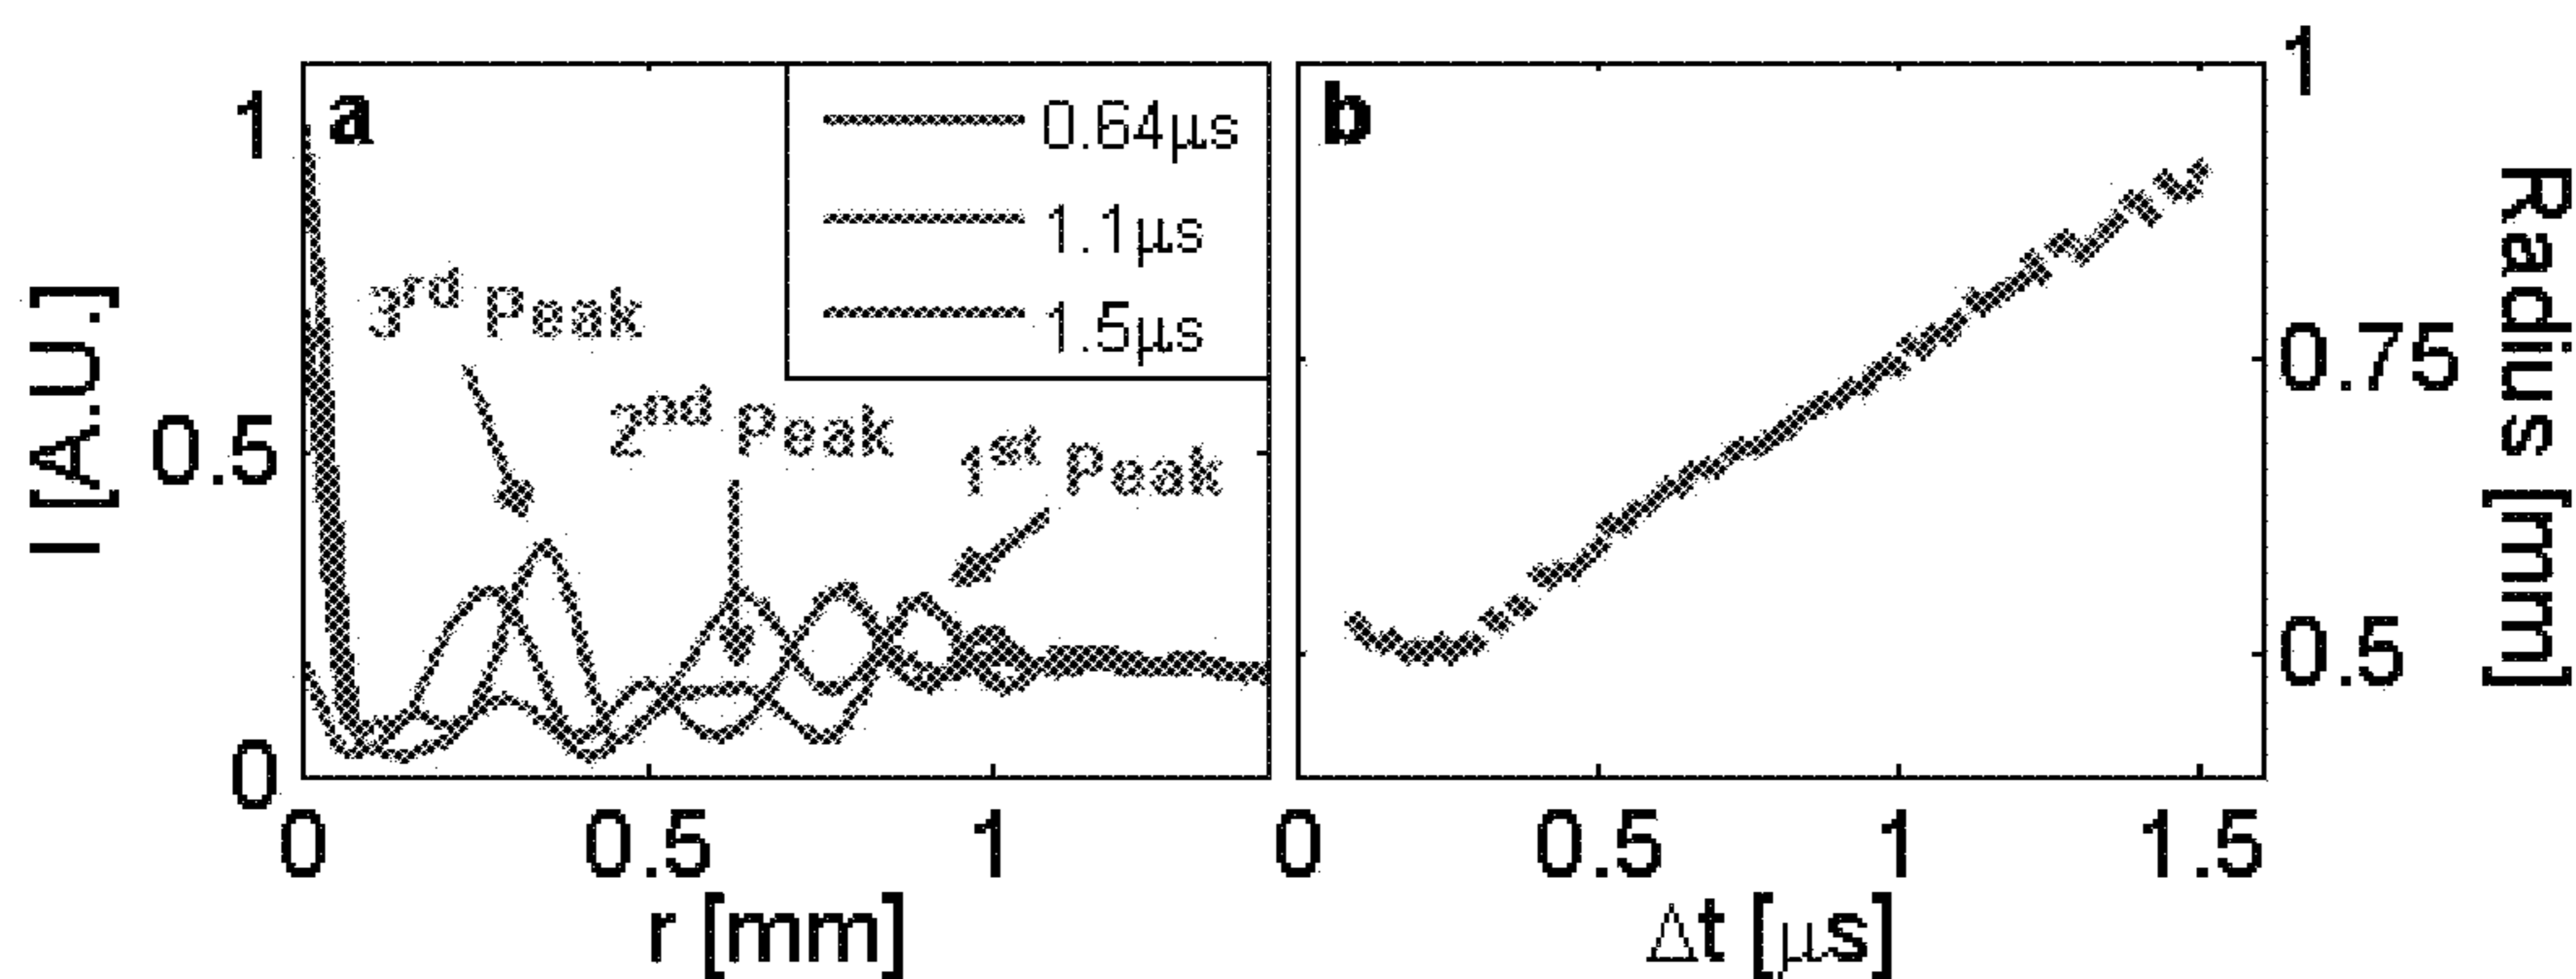 a
0.64μs
1.1μs
1.5μs
3rd Peak
2nd Peak
1st Peak
I [A.U.]
1
0.5
0
0
0.5
1
r [mm]
b
1
0.75
0.5
Radius [mm]
0
0.5
1
1.5
Δt [μs]